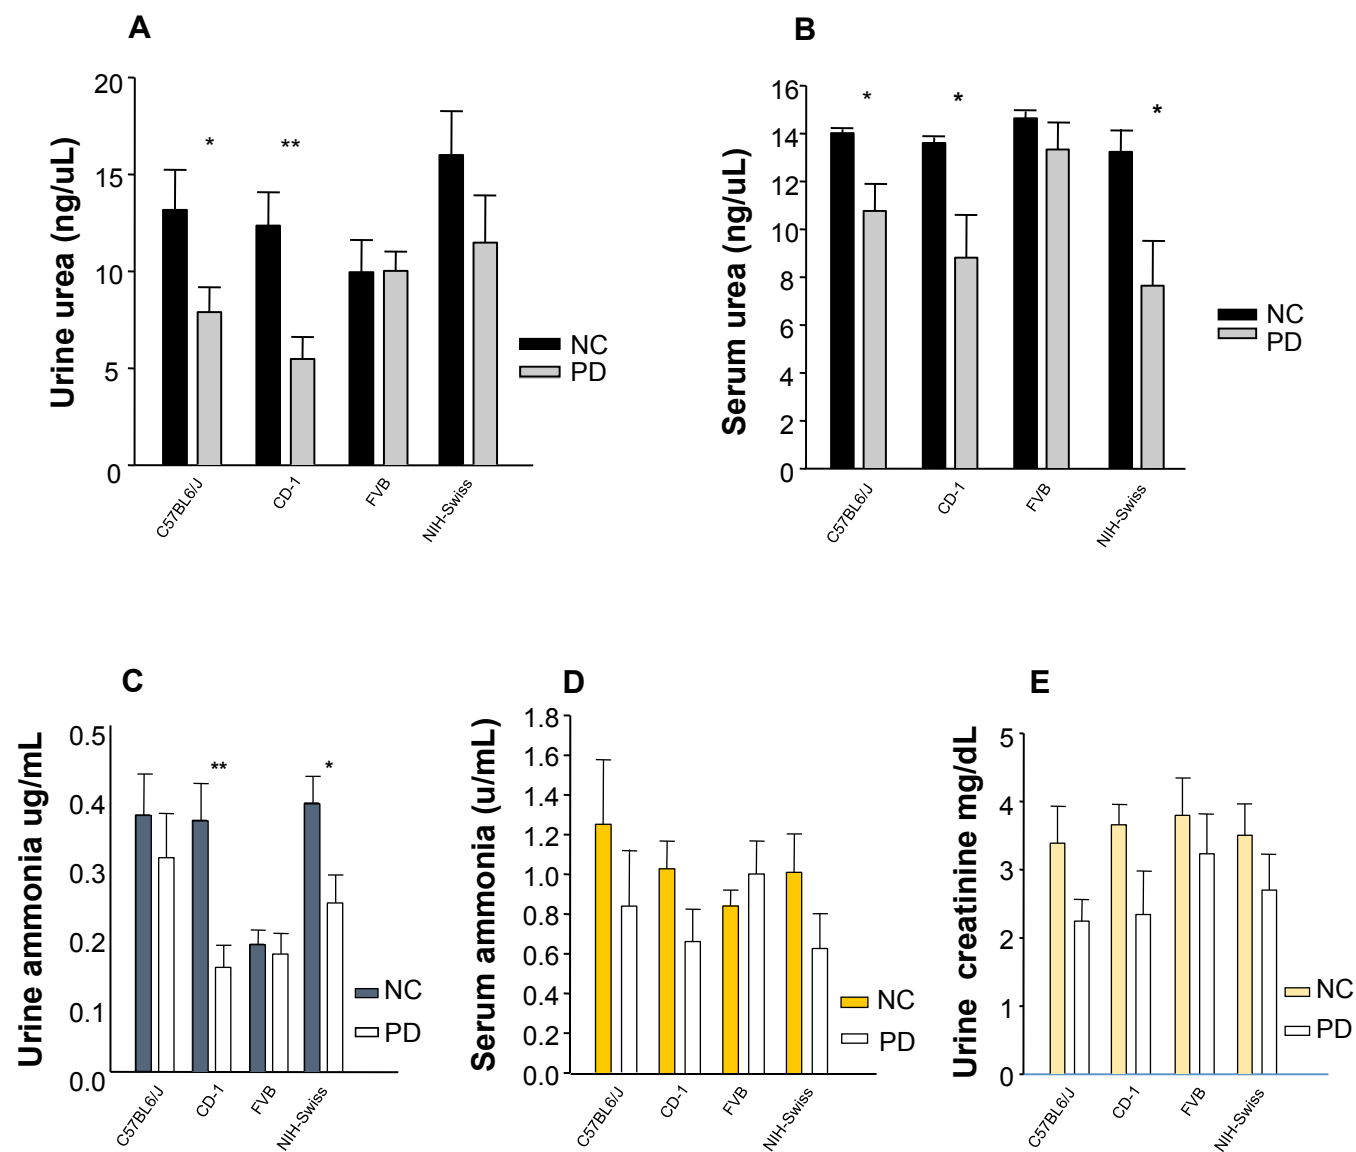 A
Urine urea (ng/uL)
20
15
10
5
0
*
**
C57BL6/J
CD-1
FVB
NIH-Swiss
NC
PD
B
Serum urea (ng/uL)
16
14
12
10
8
6
4
2
0
*
*
*
C57BL6/J
CD-1
FVB
NIH-Swiss
NC
PD
C
Urine ammonia ug/mL
0.5
0.4
0.3
0.2
0.1
0.0
**
*
C57BL6/J
CD-1
FVB
NIH-Swiss
NC
PD
D
Serum ammonia (u/mL)
1.8
1.6
1.4
1.2
1.0
0.8
0.6
0.4
0.2
0.0
C57BL6/J
CD-1
FVB
NIH-Swiss
NC
PD
E
Urine creatinine mg/dL
5
4
3
2
1
0
C57BL6/J
CD-1
FVB
NIH-Swiss
NC
PD